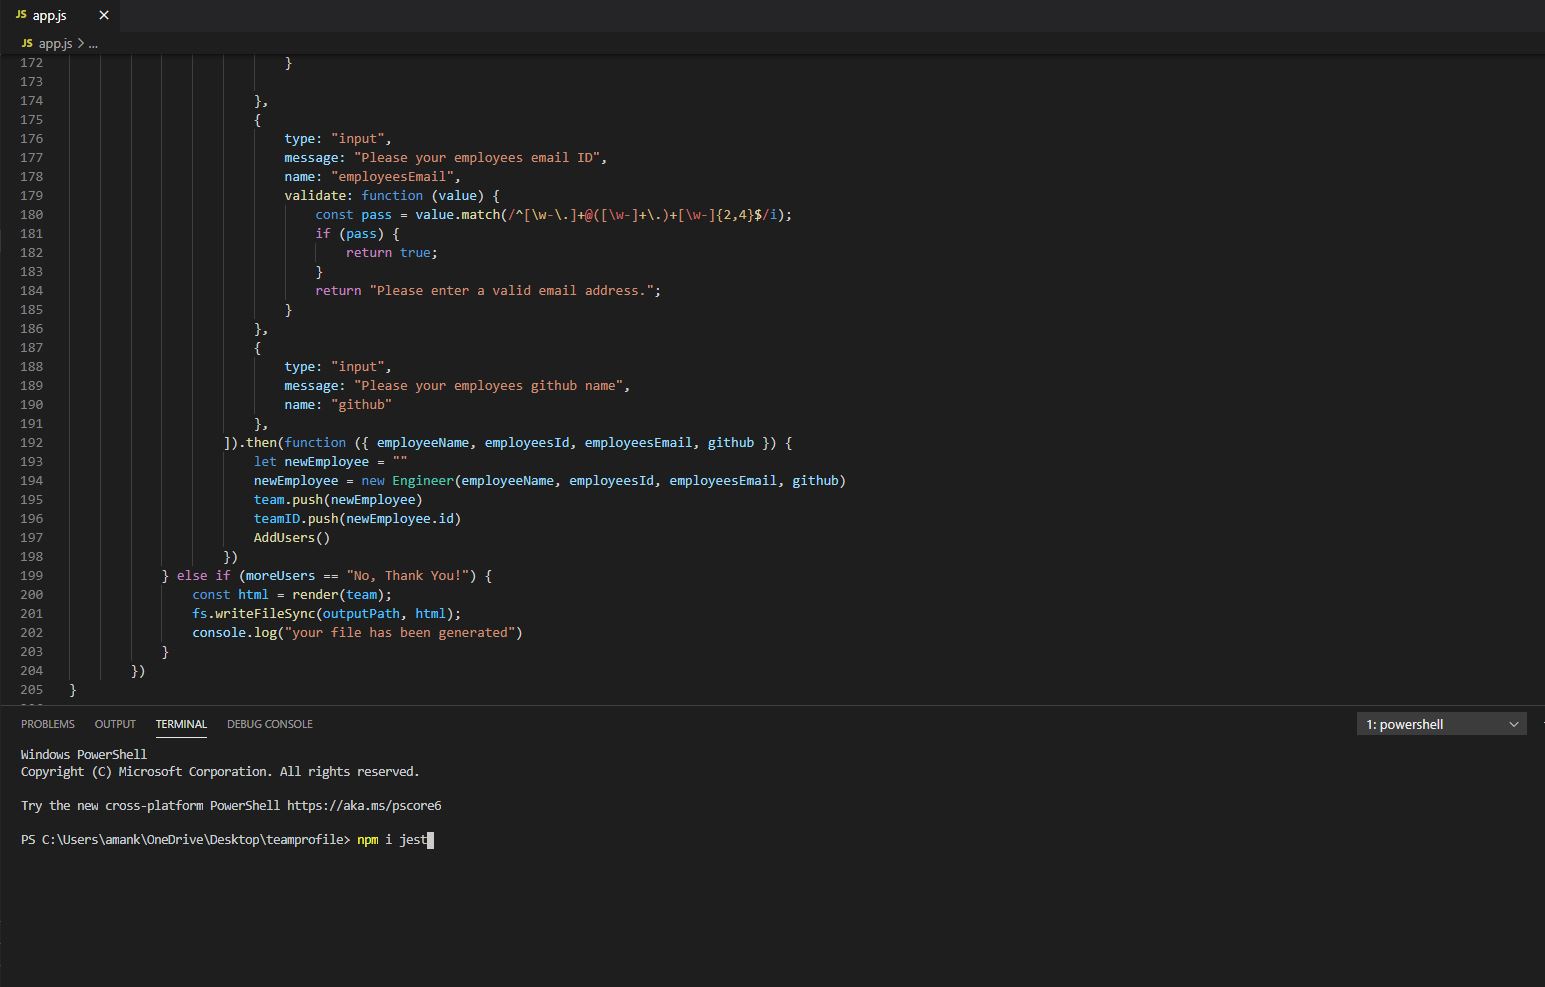 JS app.js ×
JS app.js > ...
172 }
173
174 },
175 {
176 type: "input",
177 message: "Please your employees email ID",
178 name: "employeesEmail",
179 validate: function (value) {
180 const pass = value.match(/^[\w-\.]+@([\w-]+\.)+[\w-]{2,4}$/i);
181 if (pass) {
182 return true;
183 }
184 return "Please enter a valid email address.";
185 }
186 },
187 {
188 type: "input",
189 message: "Please your employees github name",
190 name: "github"
191 },
192 ]).then(function ({ employeeName, employeesId, employeesEmail, github }) {
193 let newEmployee = ""
194 newEmployee = new Engineer(employeeName, employeesId, employeesEmail, github)
195 team.push(newEmployee)
196 teamID.push(newEmployee.id)
197 AddUsers()
198 })
199 } else if (moreUsers == "No, Thank You!") {
200 const html = render(team);
201 fs.writeFileSync(outputPath, html);
202 console.log("your file has been generated")
203 }
204 })
205 }
PROBLEMS OUTPUT TERMINAL DEBUG CONSOLE 1: powershell
Windows PowerShell
Copyright (C) Microsoft Corporation. All rights reserved.
Try the new cross-platform PowerShell https://aka.ms/pscore6
PS C:\Users\amank\OneDrive\Desktop\teamprofile> npm i jest